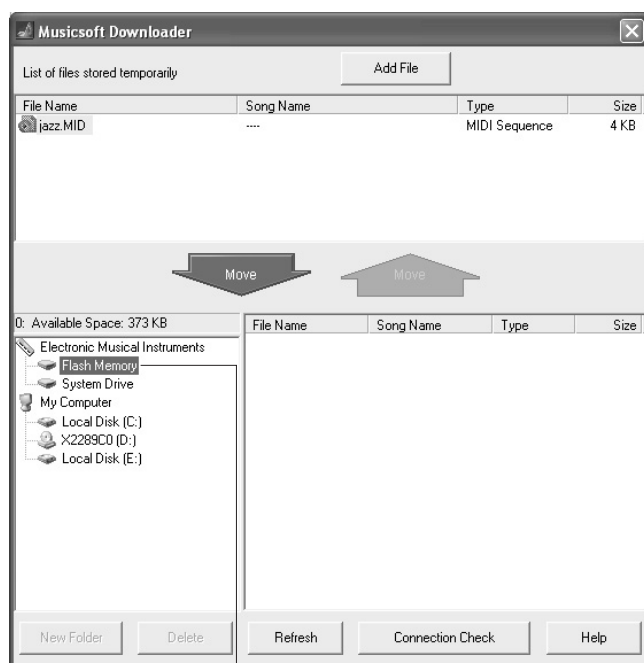 Musicsoft Downloader
List of files stored temporarily
Add File
File Name Song Name Type Size
jazz.MID ---- MIDI Sequence 4 KB
Move Move
0: Available Space: 373 KB
File Name Song Name Type Size
Electronic Musical Instruments
Flash Memory
System Drive
My Computer
Local Disk (C:)
X2289C0 (D:)
Local Disk (E:)
New Folder Delete Refresh Connection Check Help